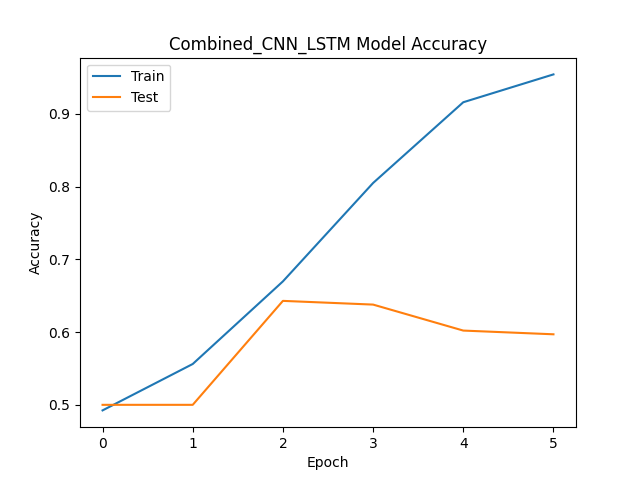 Combined_CNN_LSTM Model Accuracy
Train
Test
0.9
0.8
0.7
0.6
0.5
Accuracy
0 1 2 3 4 5
Epoch